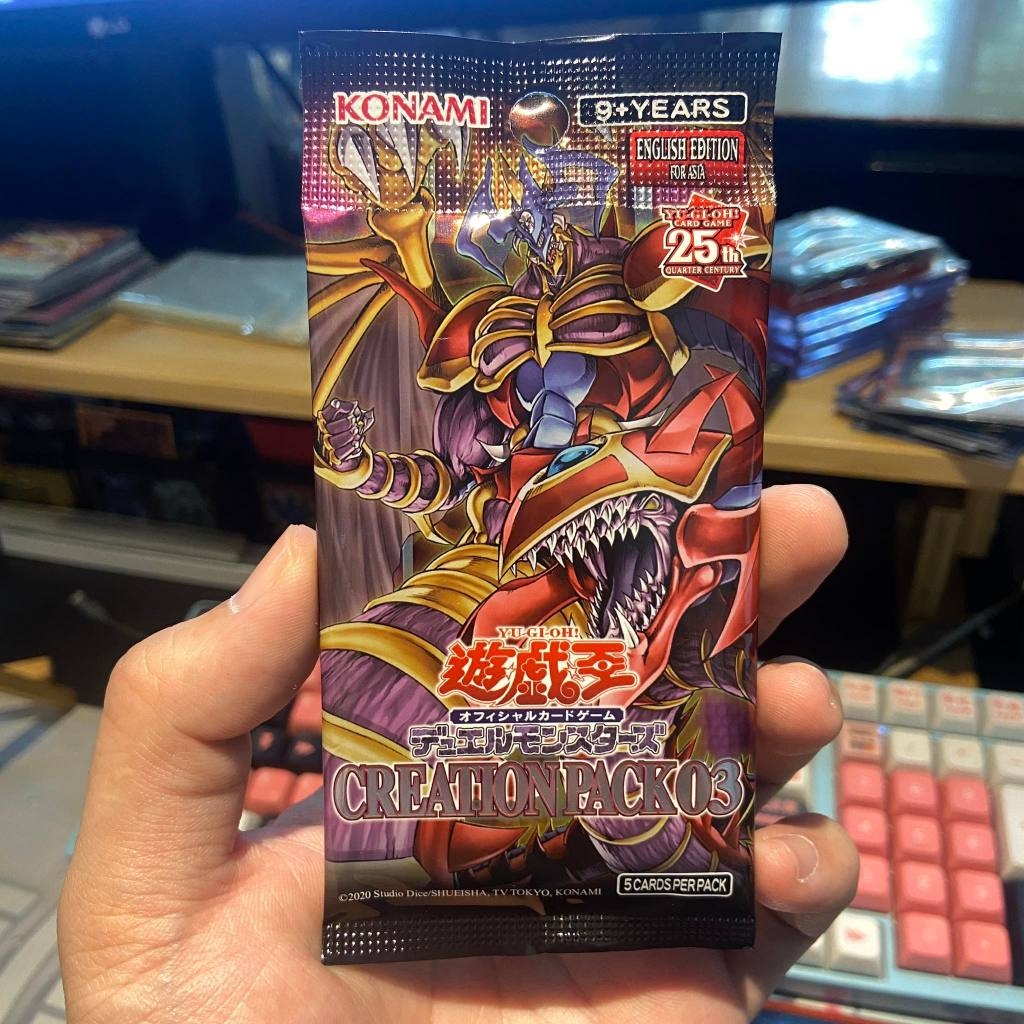 LG
KONAMI
9+YEARS
ENGLISH EDITION
FOR ASIA
YU-GI-OH!
CARD GAME
25th
QUARTER CENTURY
YU-GI-OH!
遊戯王
オフィシャルカードゲーム
デュエルモンスターズ
CREATION PACK 03
5 CARDS PER PACK
©2020 Studio Dice/SHUEISHA, TV TOKYO, KONAMI